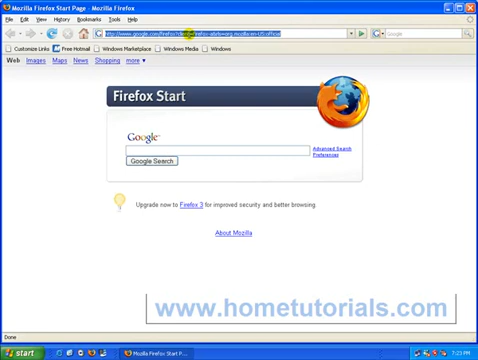 Mozilla Firefox Start Page - Mozilla Firefox
File Edit View History Bookmarks Tools Help
Customize Links Free Hotmail Windows Marketplace Windows Media Windows
Web Images Maps News Shopping more ▼
Firefox Start
Google
Advanced Search
Preferences
Google Search
Upgrade now to Firefox 3 for improved security and better browsing.
About Mozilla
www.hometutorials.com
Done
start Mozilla Firefox Start P... 7:23 PM